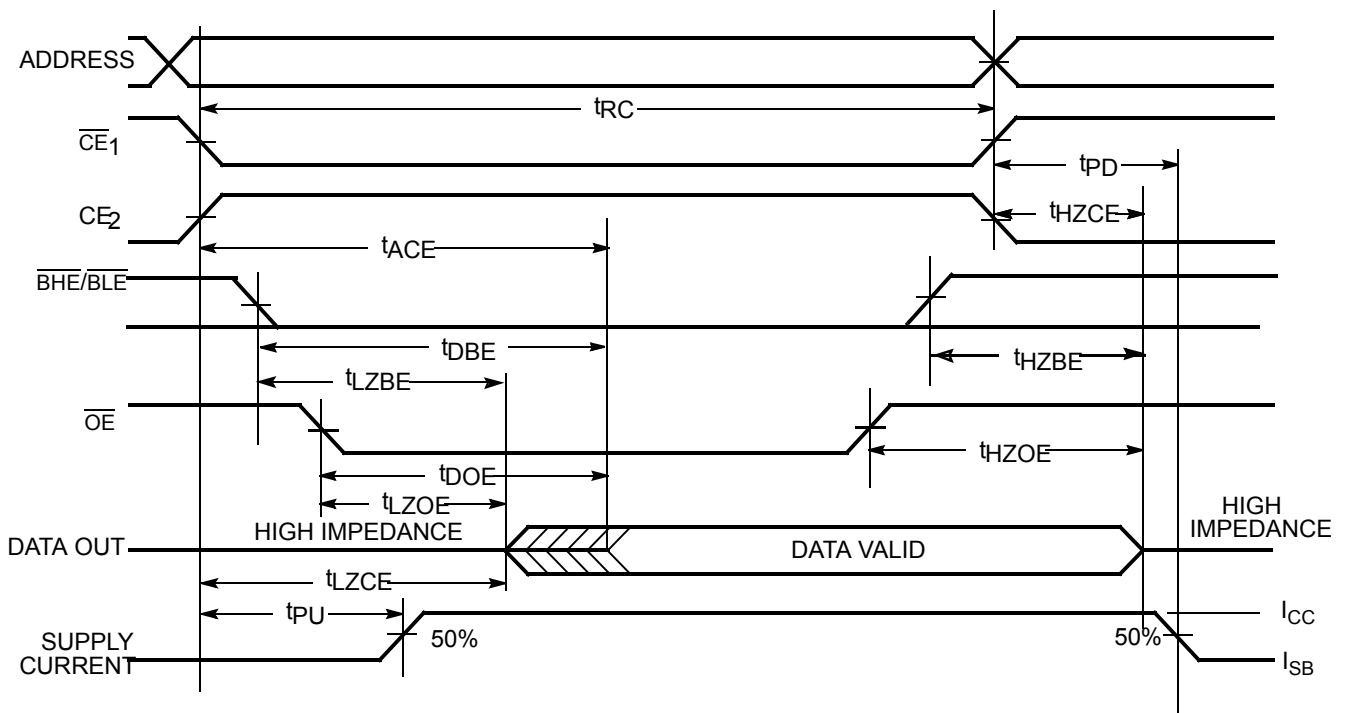 ADDRESS
tRC
CE1
tPD
CE2
tHZCE
tACE
BHE/BLE
tDBE
tHZBE
tLZBE
OE
tHZOE
tDOE
tLZOE
HIGH IMPEDANCE
HIGH
IMPEDANCE
DATA OUT
DATA VALID
tLZCE
tPU
ICC
50%
50%
SUPPLY
CURRENT
ISB